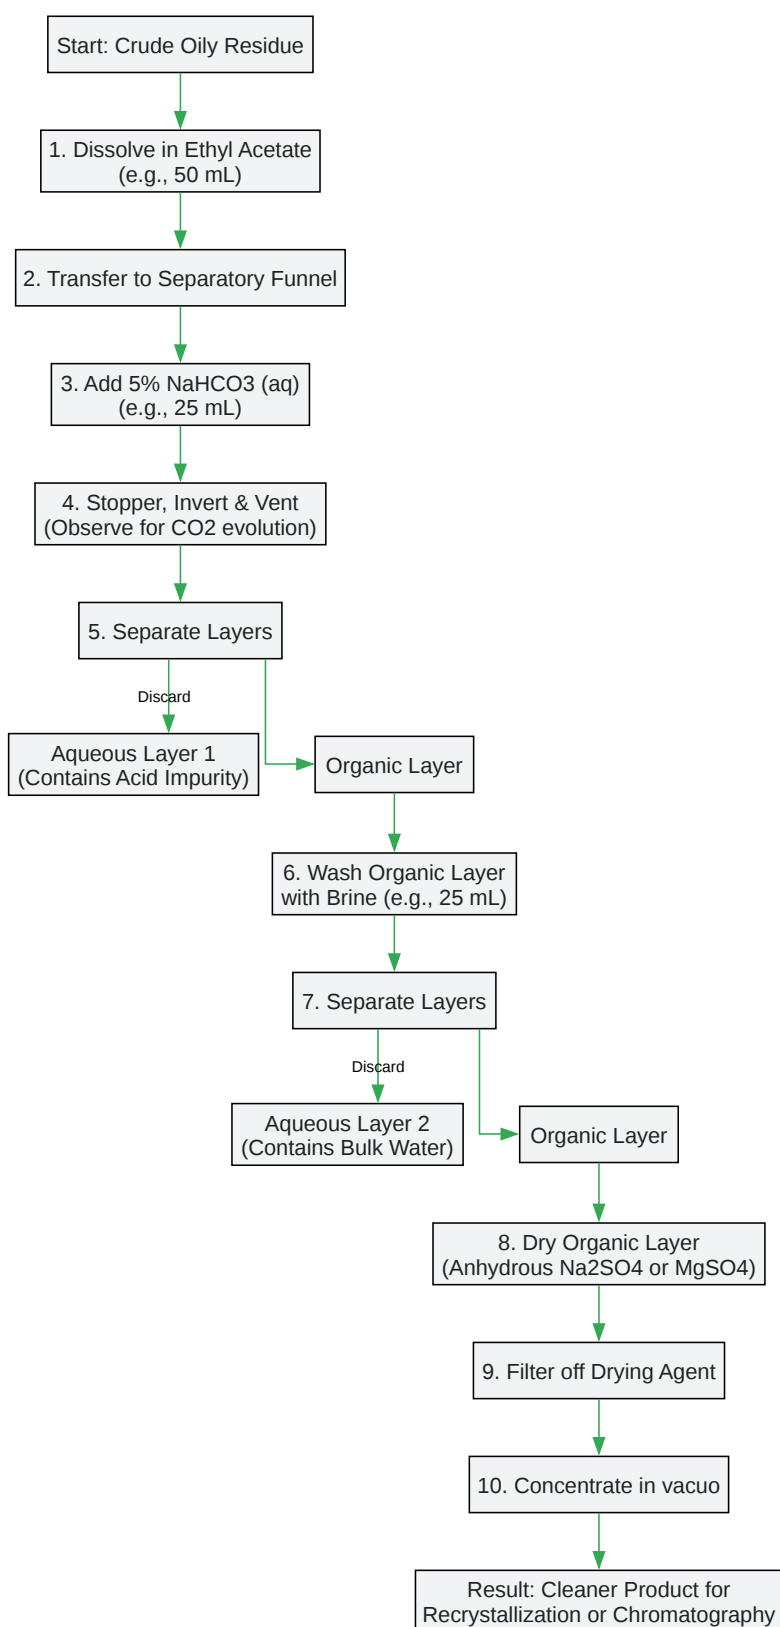 Start: Crude Oily Residue
1. Dissolve in Ethyl Acetate
(e.g., 50 mL)
2. Transfer to Separatory Funnel
3. Add 5% NaHCO3 (aq)
(e.g., 25 mL)
4. Stopper, Invert & Vent
(Observe for CO2 evolution)
5. Separate Layers
Discard
Aqueous Layer 1
(Contains Acid Impurity)
Organic Layer
6. Wash Organic Layer
with Brine (e.g., 25 mL)
7. Separate Layers
Discard
Aqueous Layer 2
(Contains Bulk Water)
Organic Layer
8. Dry Organic Layer
(Anhydrous Na2SO4 or MgSO4)
9. Filter off Drying Agent
10. Concentrate in vacuo
Result: Cleaner Product for
Recrystallization or Chromatography